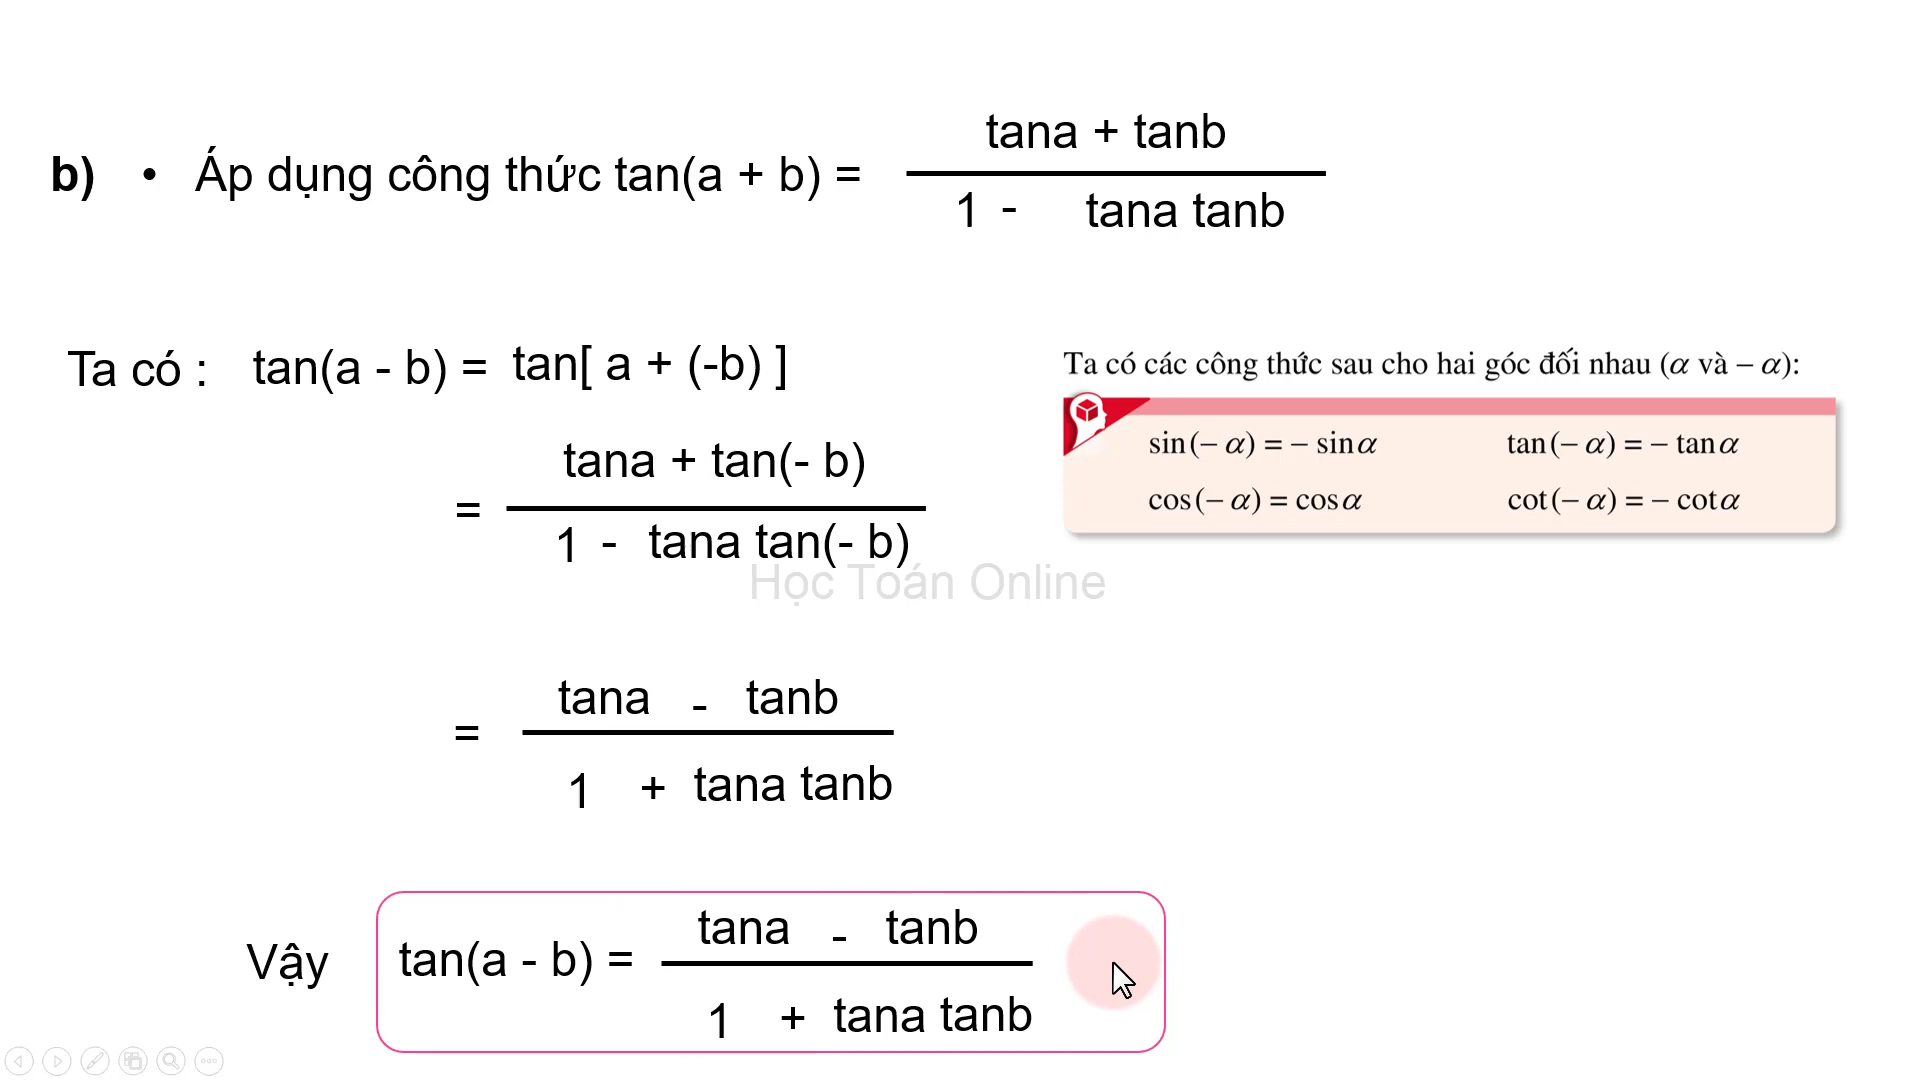 b) • Áp dụng công thức tan(a + b) = tana + tanb
1 - tana tanb
Ta có : tan(a - b) = tan[ a + (-b) ]
Ta có các công thức sau cho hai góc đối nhau (α và – α):
sin(– α) = – sinα tan(– α) = – tanα
cos(– α) = cosα cot(– α) = – cotα
= tana + tan(- b)
1 - tana tan(- b)
Học Toán Online
= tana - tanb
1 + tana tanb
Vậy tan(a - b) = tana - tanb
1 + tana tanb